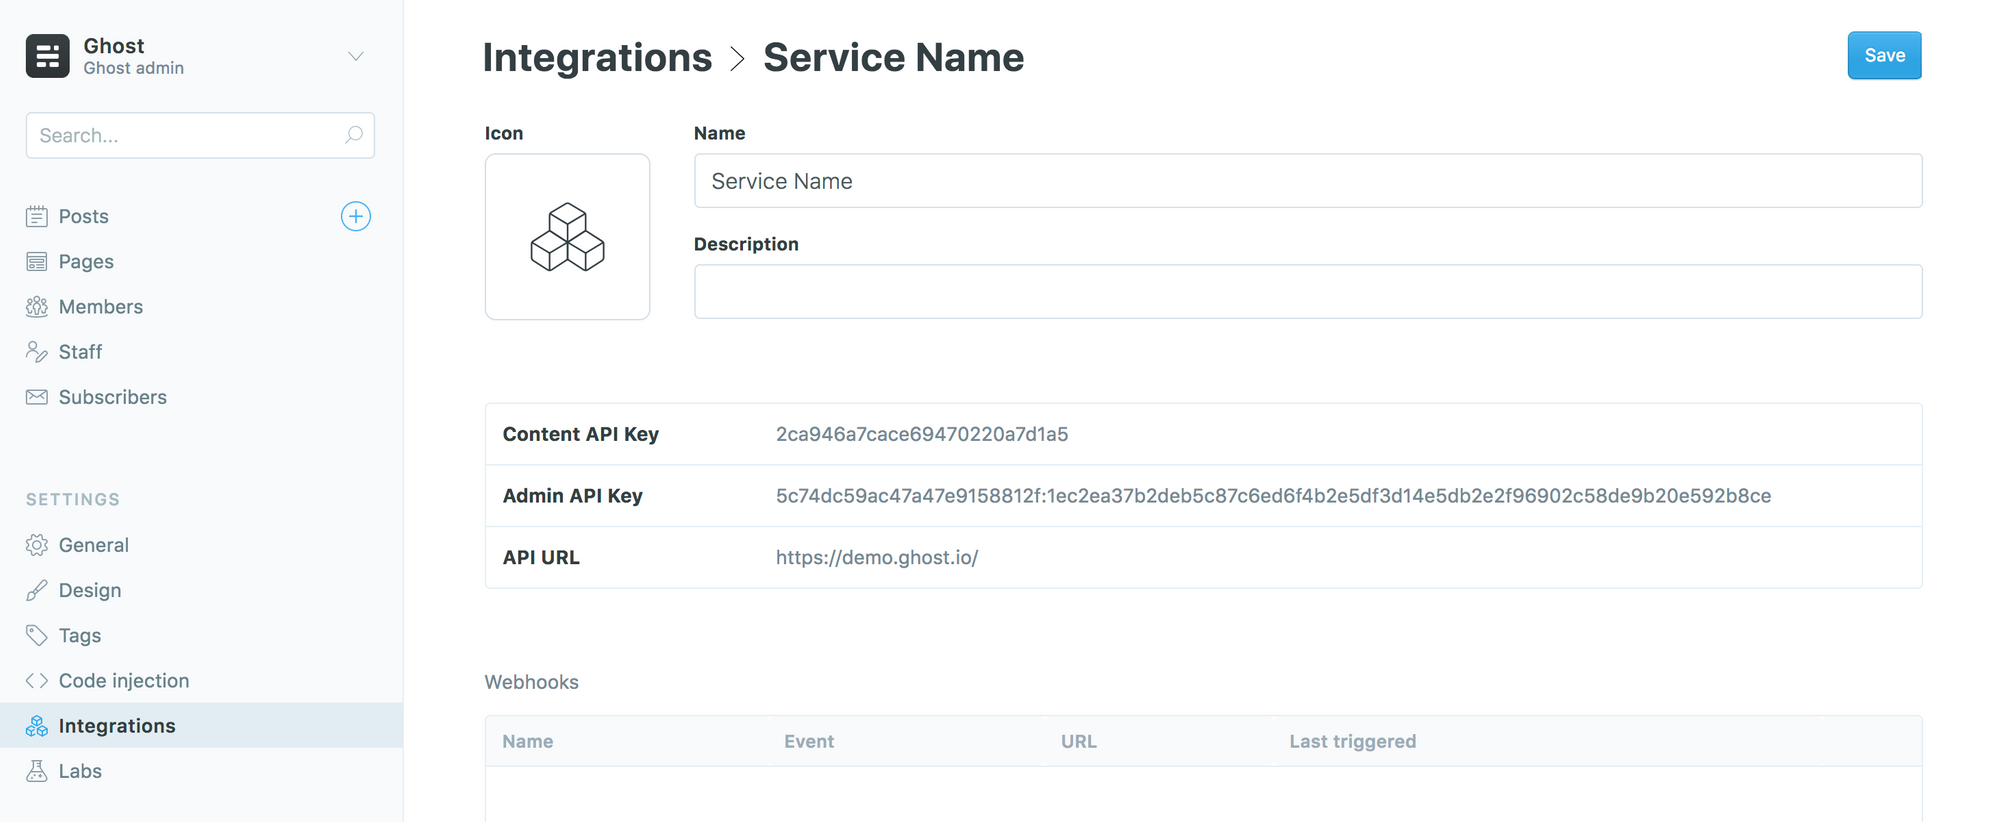 Ghost
Ghost admin
Search...
Posts
Pages
Members
Staff
Subscribers
SETTINGS
General
Design
Tags
Code injection
Integrations
Labs
Integrations > Service Name
Save
Icon
Name
Service Name
Description
Content API Key 2ca946a7cace69470220a7d1a5
Admin API Key 5c74dc59ac47a47e9158812f:1ec2ea37b2deb5c87c6ed6f4b2e5df3d14e5db2e2f96902c58de9b20e592b8ce
API URL https://demo.ghost.io/
Webhooks
Name Event URL Last triggered